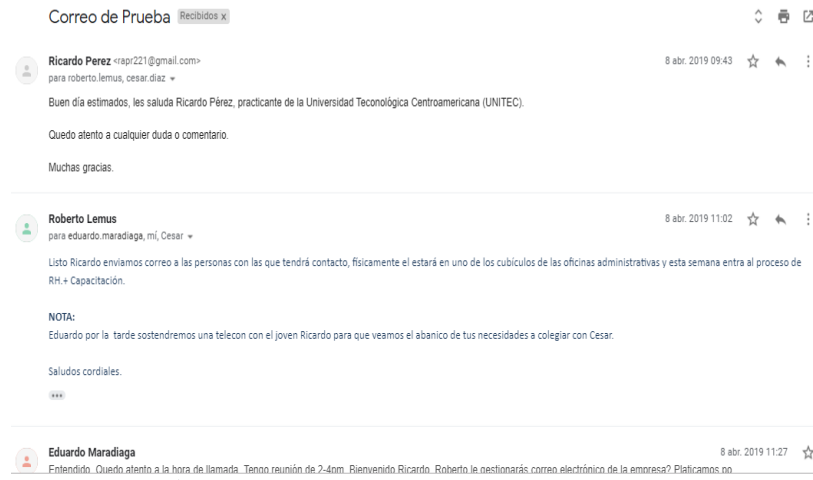 Correo de Prueba Recibidos x
Ricardo Perez <rapr221@gmail.com> 8 abr. 2019 09:43
para roberto.lemus, cesar.diaz
Buen día estimados, les saluda Ricardo Pérez, practicante de la Universidad Teconológica Centroamericana (UNITEC).
Quedo atento a cualquier duda o comentario.
Muchas gracias.
Roberto Lemus 8 abr. 2019 11:02
para eduardo.maradiaga, mí, Cesar
Listo Ricardo enviamos correo a las personas con las que tendrá contacto, físicamente el estará en uno de los cubículos de las oficinas administrativas y esta semana entra al proceso de
RH.+ Capacitación.
NOTA:
Eduardo por la tarde sostendremos una telecon con el joven Ricardo para que veamos el abanico de tus necesidades a colegiar con Cesar.
Saludos cordiales.
Eduardo Maradiaga 8 abr. 2019 11:27
Entendido. Quedo atento a la hora de llamada. Tengo reunión de 2-4pm. Bienvenido Ricardo. Roberto le gestionarás correo electrónico de la empresa? Platicamos po